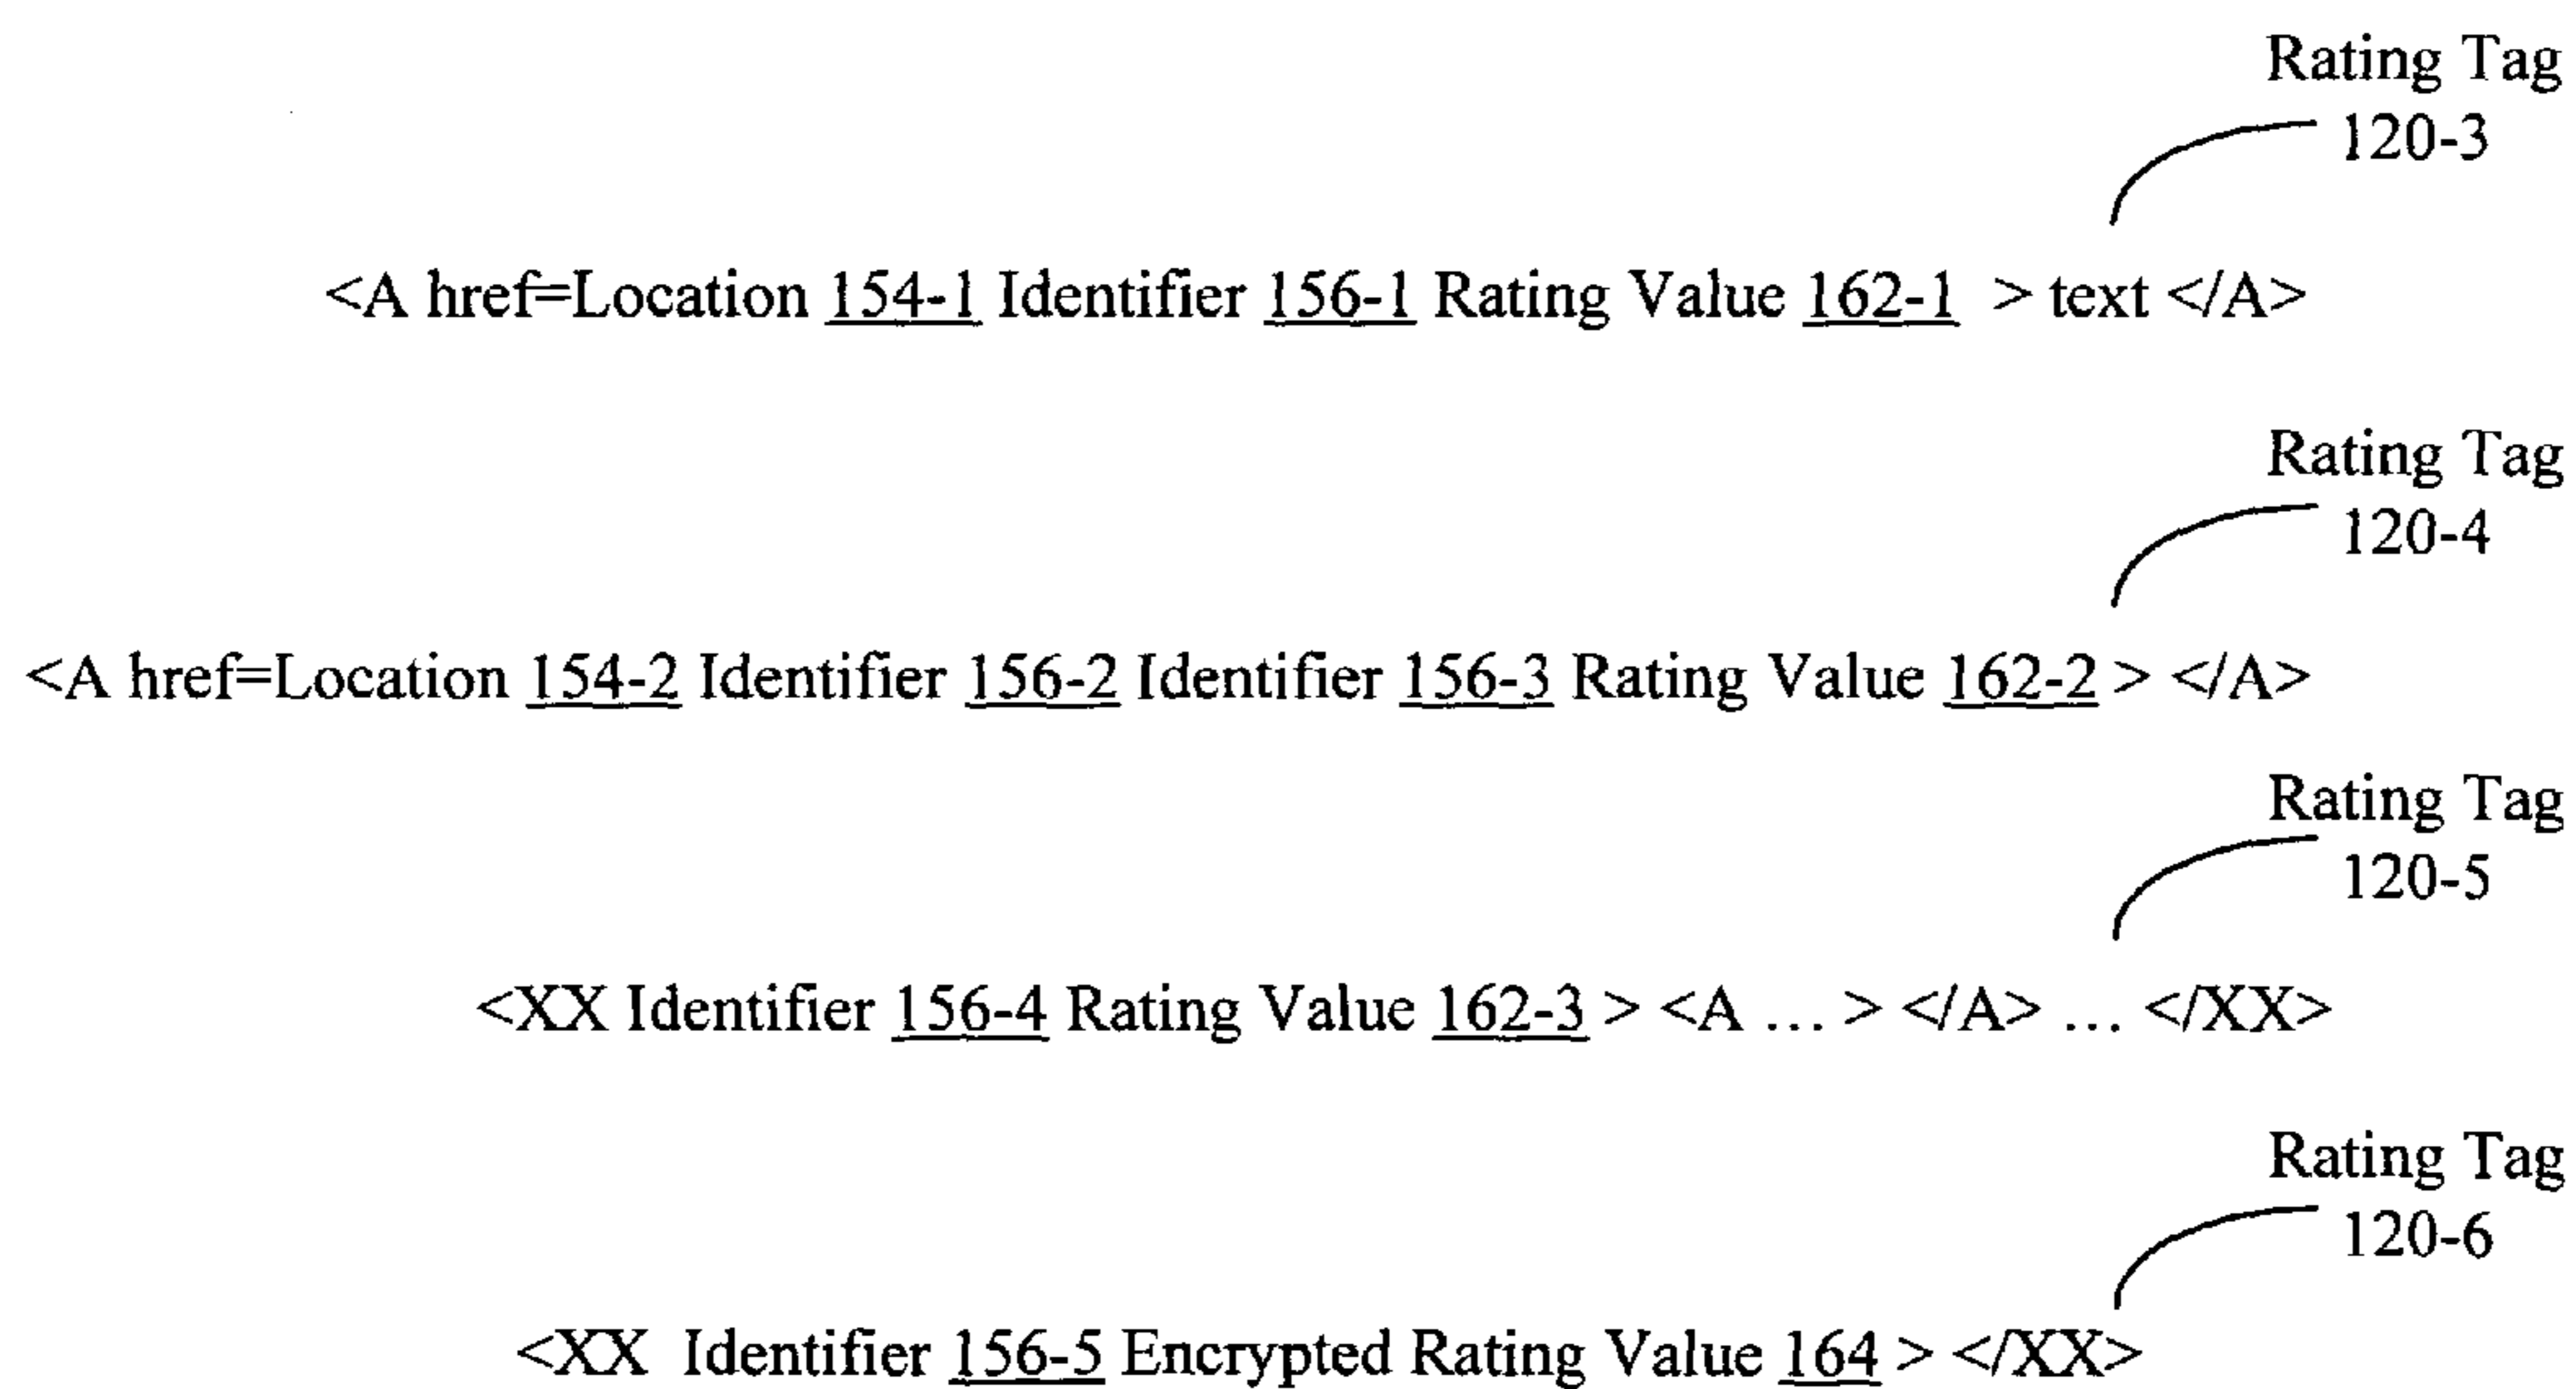 Rating Tag
120-3
<A href=Location 154-1 Identifier 156-1 Rating Value 162-1 > text </A>
Rating Tag
120-4
<A href=Location 154-2 Identifier 156-2 Identifier 156-3 Rating Value 162-2 > </A>
Rating Tag
120-5
<XX Identifier 156-4 Rating Value 162-3 > <A ... > </A> ... </XX>
Rating Tag
120-6
<XX Identifier 156-5 Encrypted Rating Value 164 > </XX>